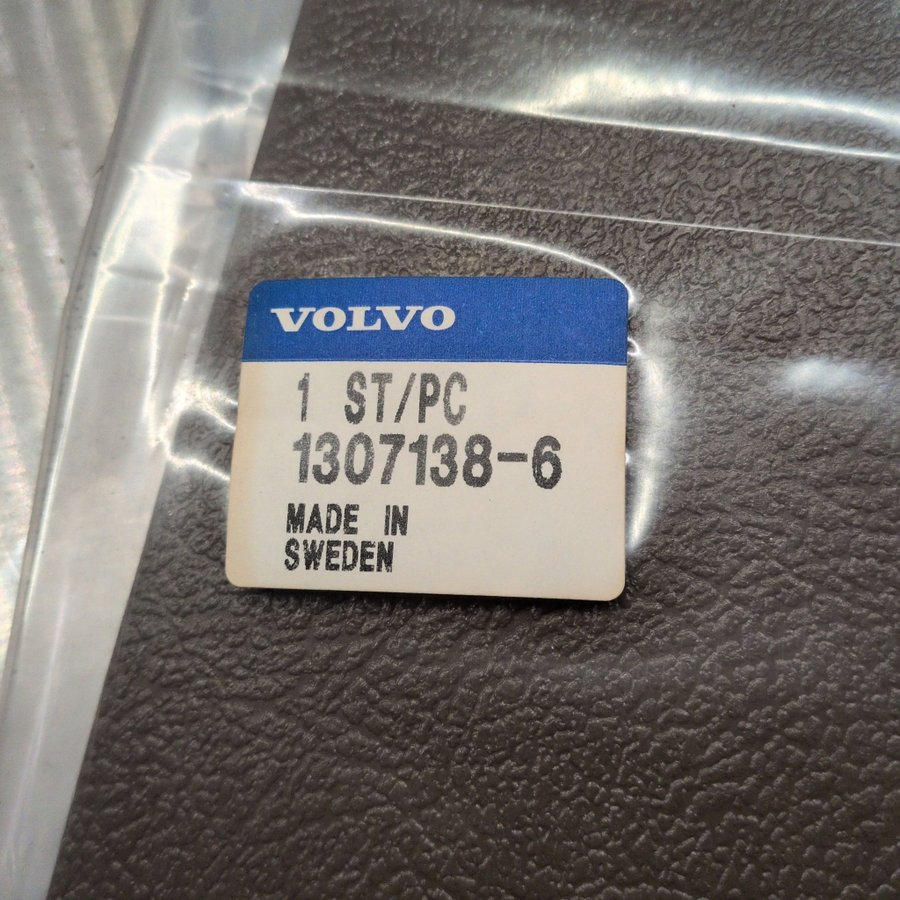 VOLVO
1 ST/PC
1307138-6
MADE IN
SWEDEN